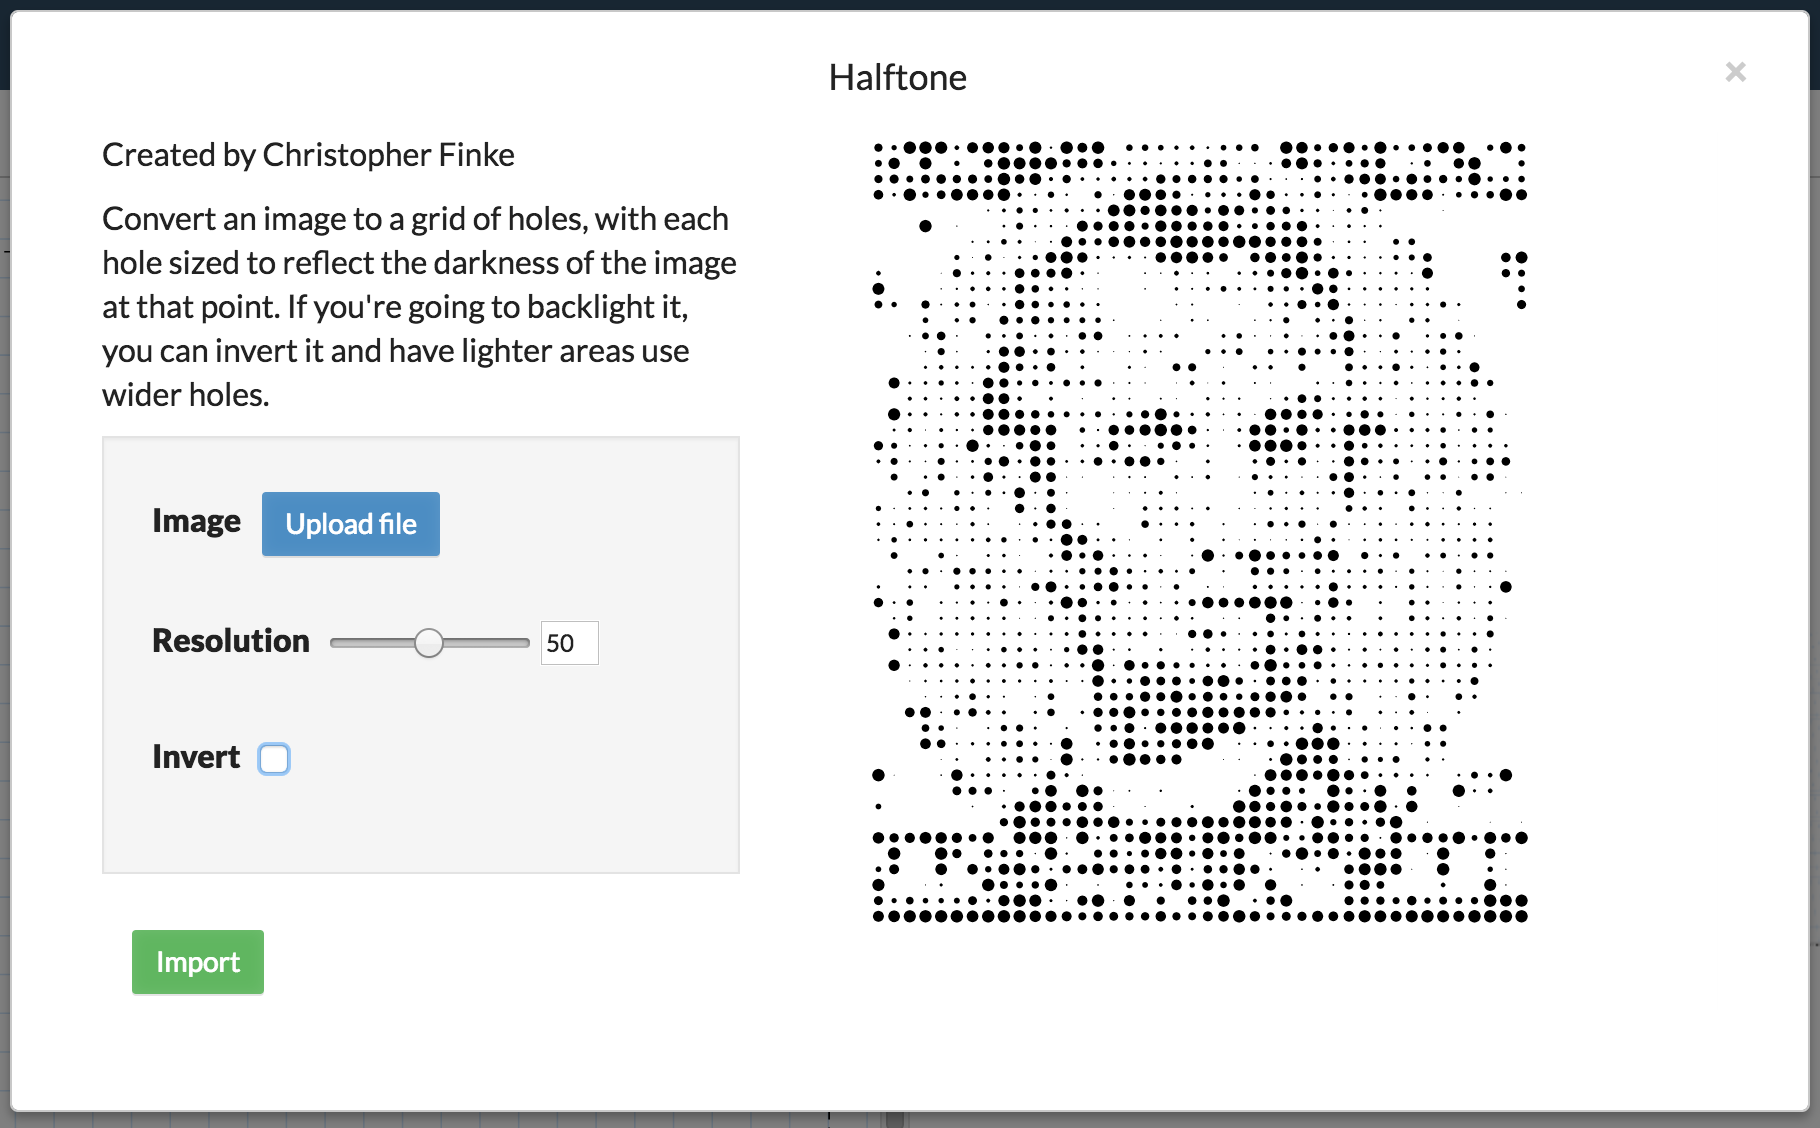 Halftone
×
Created by Christopher Finke
Convert an image to a grid of holes, with each
hole sized to reflect the darkness of the image
at that point. If you're going to backlight it,
you can invert it and have lighter areas use
wider holes.
Image Upload file
Resolution 50
Invert
Import